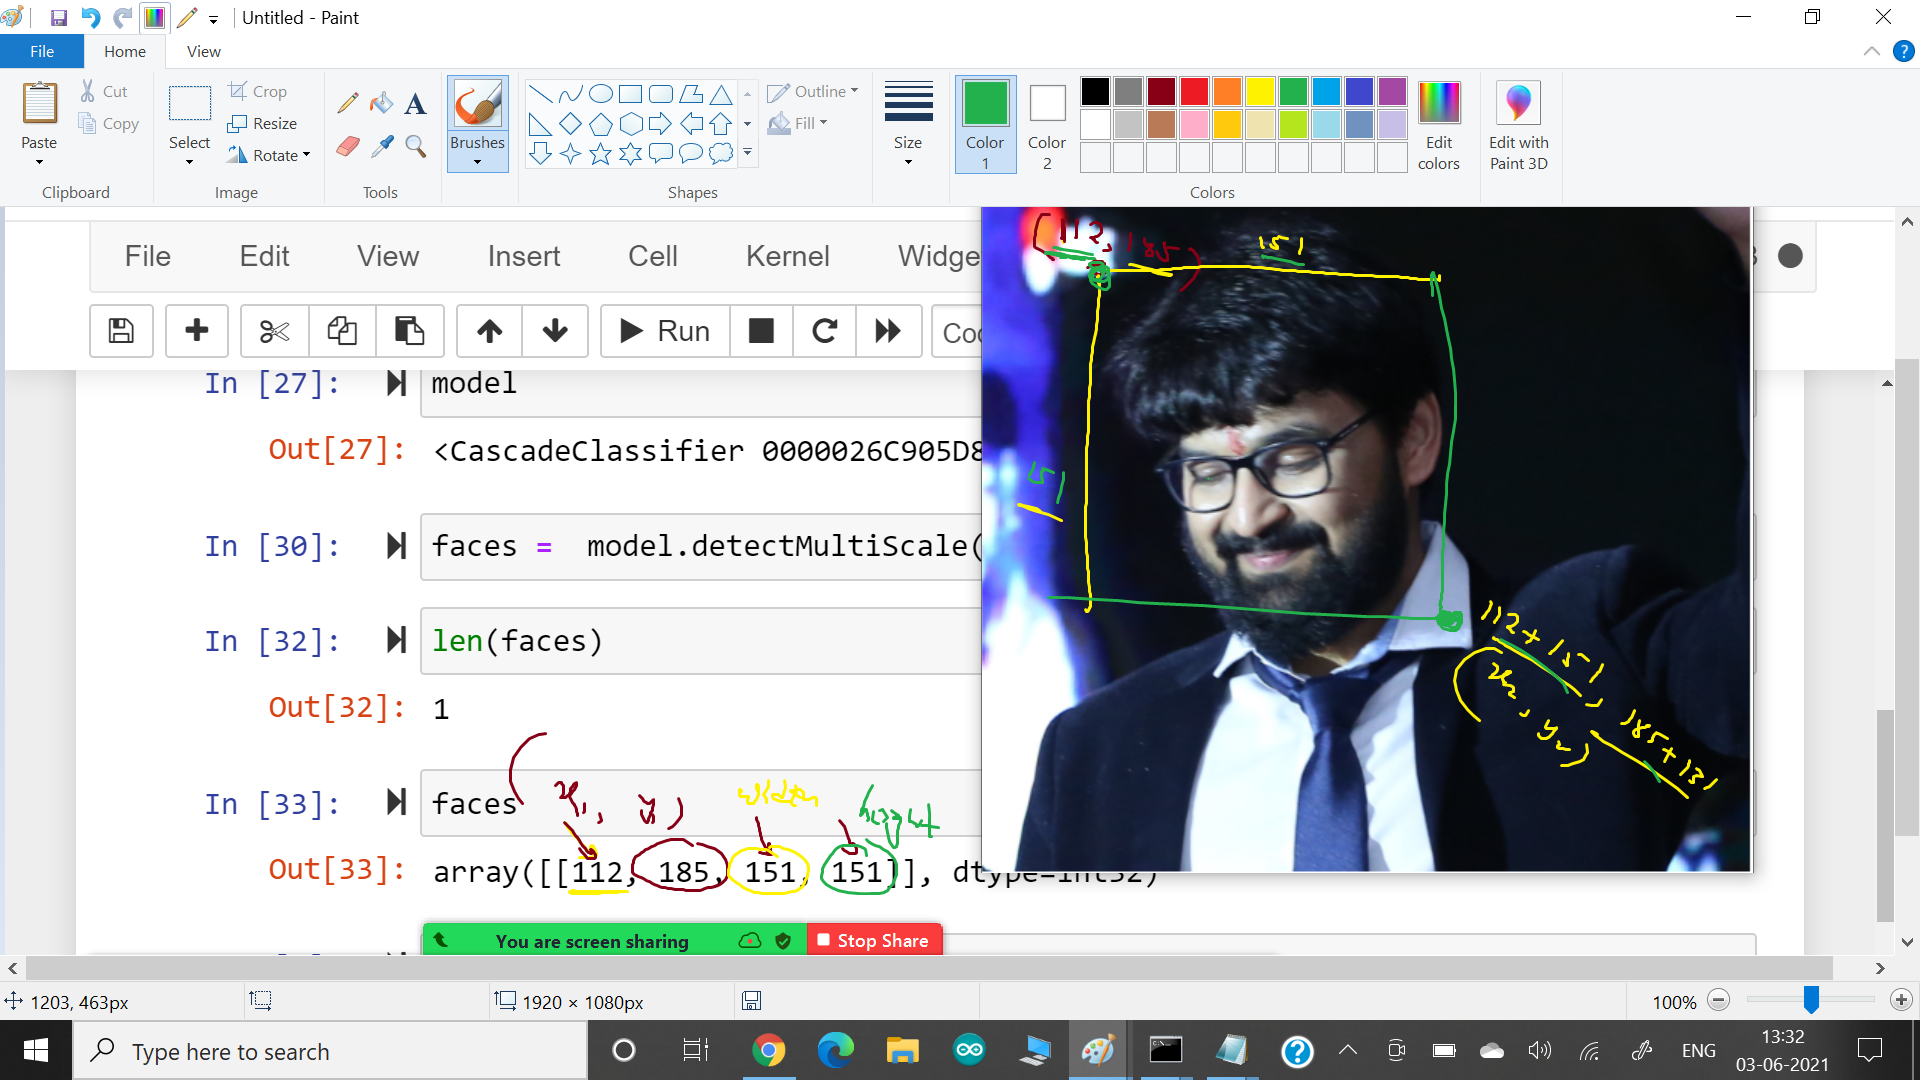 Untitled - Paint
File Home View
Paste Cut Copy Clipboard
Select Crop Resize Rotate Image
Tools
Brushes
Shapes Outline Fill
Size
Color 1 Color 2 Edit colors Colors
Edit with Paint 3D
File Edit View Insert Cell Kernel Widge
Run
In [27]: model
Out[27]: <CascadeClassifier 0000026C905D8
In [30]: faces = model.detectMultiScale(
In [32]: len(faces)
Out[32]: 1
In [33]: faces
(x1, y1) width height
Out[33]: array([[112, 185, 151, 151]], dtype=int32)
(112, 185) 151
151
112+151, 185+151
(x2, y2)
You are screen sharing Stop Share
1203, 463px 1920 × 1080px 100%
Type here to search
ENG
13:32
03-06-2021